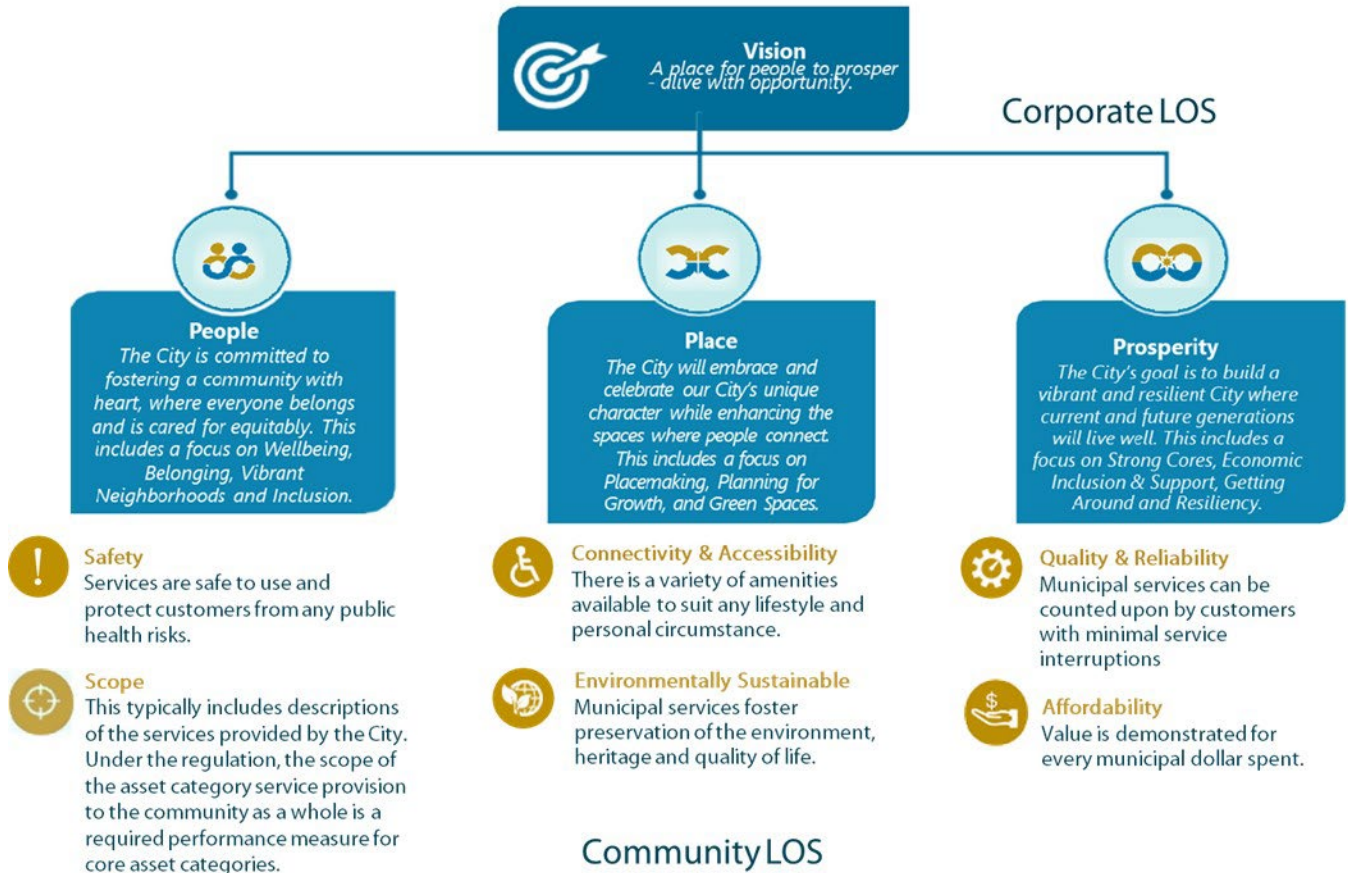 Vision
A place for people to prosper
- alive with opportunity.
Corporate LOS
People
The City is committed to
fostering a community with
heart, where everyone belongs
and is cared for equitably. This
includes a focus on Wellbeing,
Belonging, Vibrant
Neighborhoods and Inclusion.
Place
The City will embrace and
celebrate our City's unique
character while enhancing the
spaces where people connect.
This includes a focus on
Placemaking, Planning for
Growth, and Green Spaces.
Prosperity
The City's goal is to build a
vibrant and resilient City where
current and future generations
will live well. This includes a
focus on Strong Cores, Economic
Inclusion & Support, Getting
Around and Resiliency.
Safety
Services are safe to use and
protect customers from any public
health risks.
Scope
This typically includes descriptions
of the services provided by the City.
Under the regulation, the scope of
the asset category service provision
to the community as a whole is a
required performance measure for
core asset categories.
Connectivity & Accessibility
There is a variety of amenities
available to suit any lifestyle and
personal circumstance.
Environmentally Sustainable
Municipal services foster
preservation of the environment,
heritage and quality of life.
Quality & Reliability
Municipal services can be
counted upon by customers
with minimal service
interruptions
$
Affordability
Value is demonstrated for
every municipal dollar spent.
Community LOS